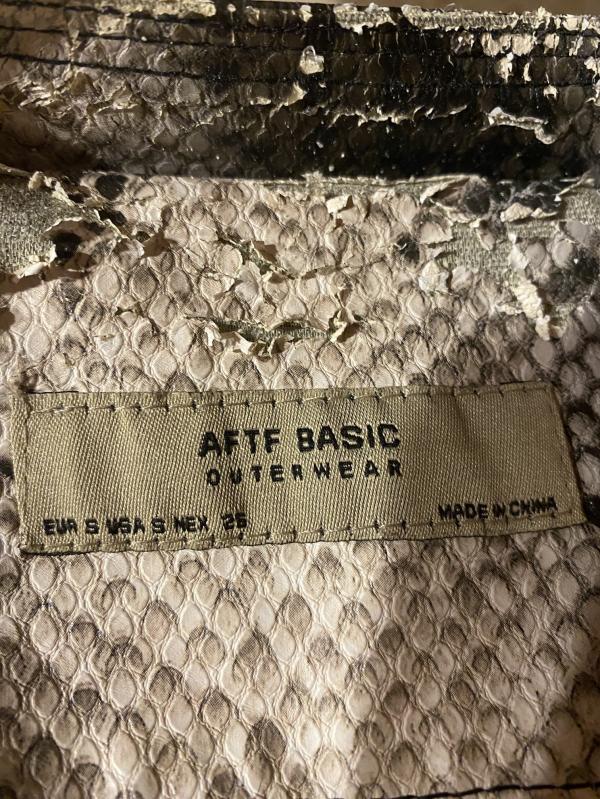 AFTF BASIC
OUTERWEAR
EUR S USA S MEX 26
MADE IN CHINA